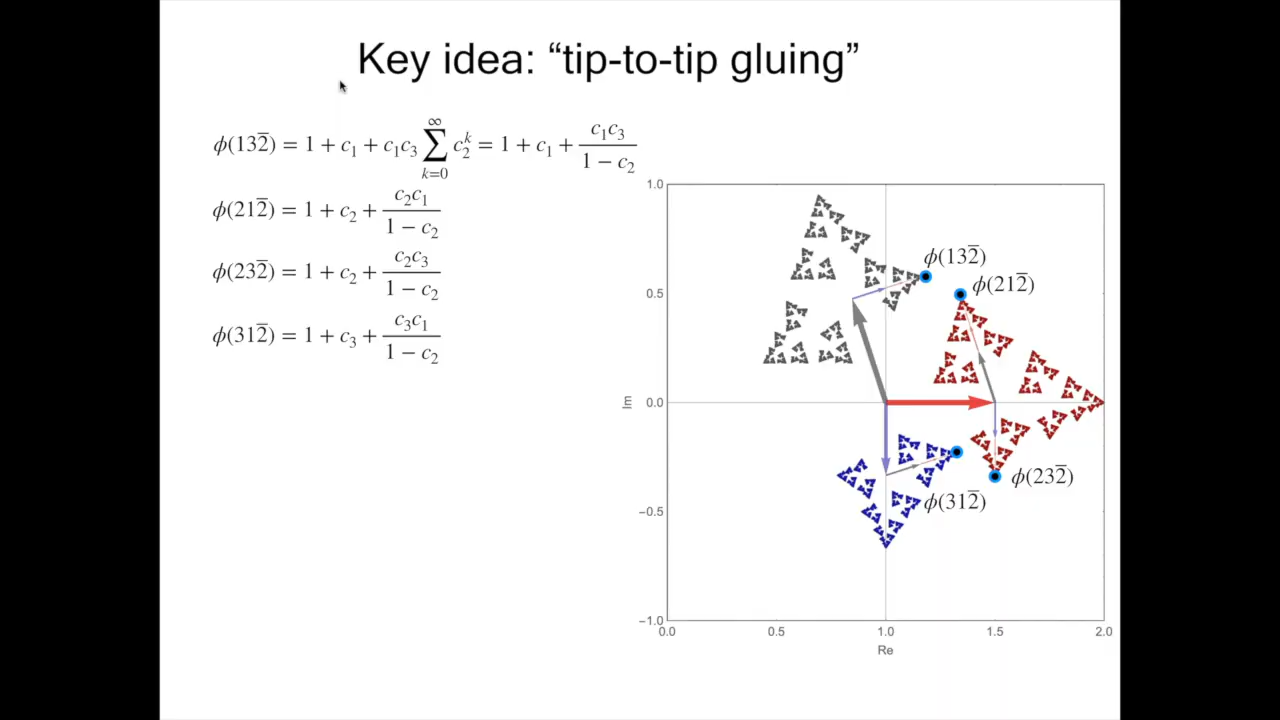 Key idea: “tip-to-tip gluing”
ϕ(132̅) = 1 + c₁ + c₁c₃ ∑_{k=0}^{∞} c₂^k = 1 + c₁ + c₁c₃ / (1 − c₂)
ϕ(212̅) = 1 + c₂ + c₂c₁ / (1 − c₂)
ϕ(232̅) = 1 + c₂ + c₂c₃ / (1 − c₂)
ϕ(312̅) = 1 + c₃ + c₃c₁ / (1 − c₂)
1.0
ϕ(132̅)
ϕ(212̅)
0.5
Im
0.0
ϕ(232̅)
ϕ(312̅)
−0.5
−1.0
0.0 0.5 1.0 1.5 2.0
Re